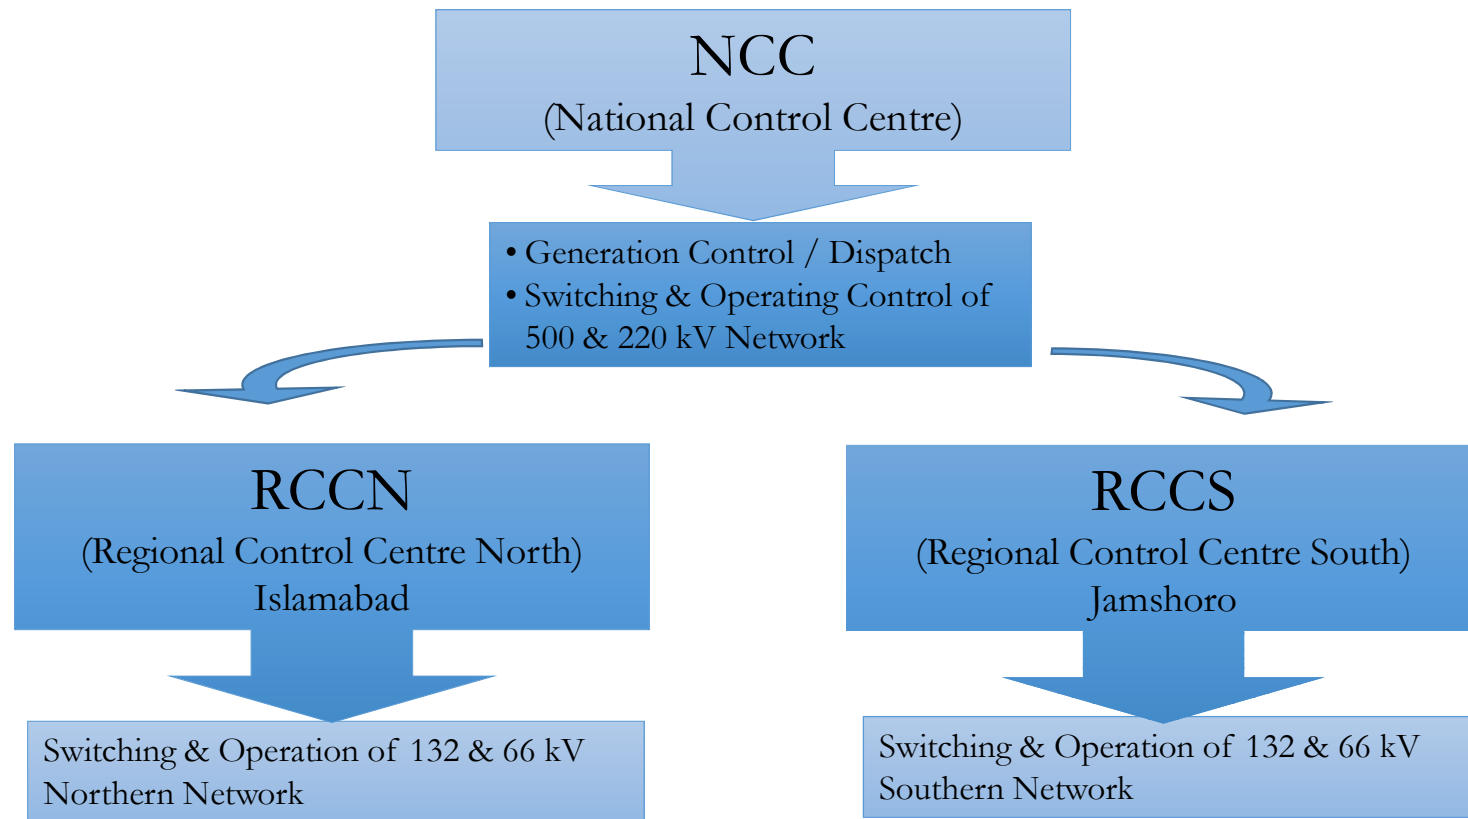 NCC
(National Control Centre)
• Generation Control / Dispatch
• Switching & Operating Control of
500 & 220 kV Network
RCCN
(Regional Control Centre North)
Islamabad
RCCS
(Regional Control Centre South)
Jamshoro
Switching & Operation of 132 & 66 kV
Northern Network
Switching & Operation of 132 & 66 kV
Southern Network